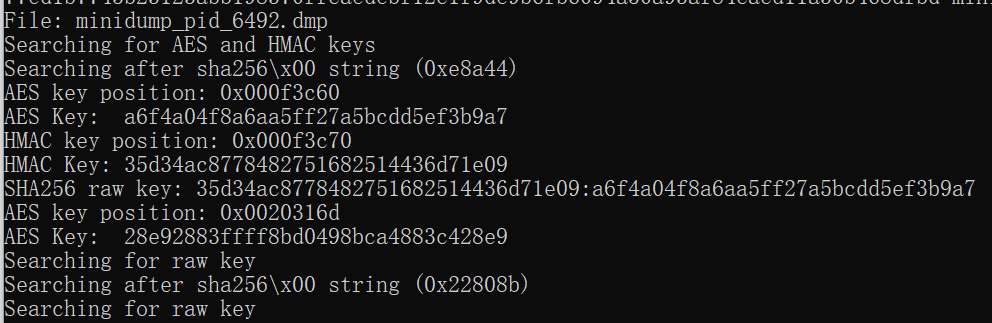 File: minidump_pid_6492.dmp
Searching for AES and HMAC keys
Searching after sha256\x00 string (0xe8a44)
AES key position: 0x000f3c60
AES Key:  a6f4a04f8a6aa5ff27a5bcdd5ef3b9a7
HMAC key position: 0x000f3c70
HMAC Key: 35d34ac8778482751682514436d71e09
SHA256 raw key: 35d34ac8778482751682514436d71e09:a6f4a04f8a6aa5ff27a5bcdd5ef3b9a7
AES key position: 0x0020316d
AES Key:  28e92883ffff8bd0498bca4883c428e9
Searching for raw key
Searching after sha256\x00 string (0x22808b)
Searching for raw key